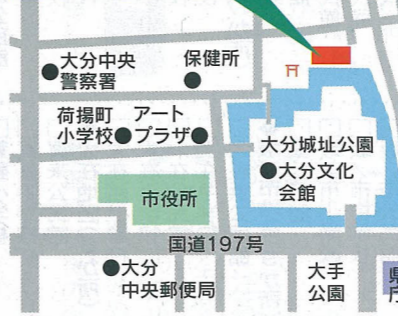 大分中央
警察署
保健所
荷揚町
小学校
アート
プラザ
大分城址公園
大分文化
会館
市役所
国道197号
大分
中央郵便局
大手
公園
県
庁